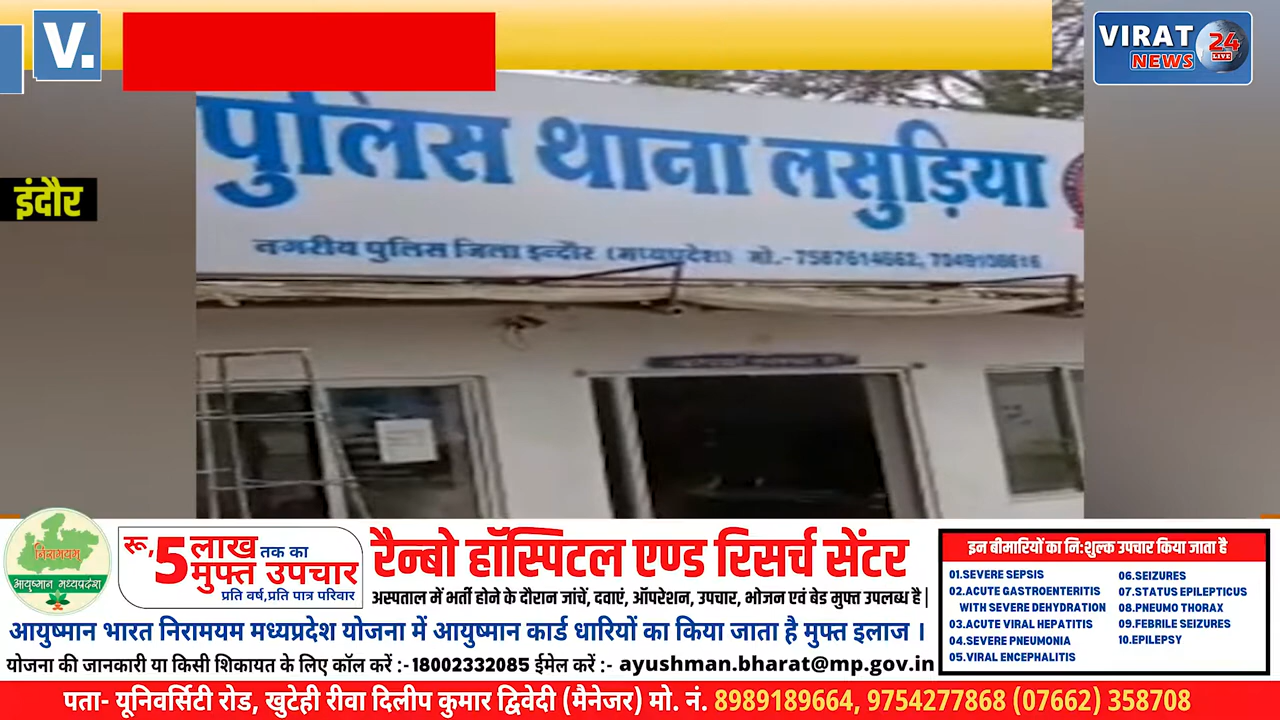 V.
VIRAT
NEWS
24
LIVE
पुलिस थाना लसुड़िया
नगरीय पुलिस जिला इन्दौर (मध्यप्रदेश) मो.-7587614662,
इंदौर
निरामयम्
आयुष्मान मध्यप्रदेश
रू,5 लाख तक का
मुफ्त उपचार
प्रति वर्ष,प्रति पात्र परिवार
रैन्बो हॉस्पिटल एण्ड रिसर्च सेंटर
अस्पताल में भर्ती होने के दौरान जांचें, दवाएं, ऑपरेशन, उपचार, भोजन एवं बेड मुफ्त उपलब्ध है|
आयुष्मान भारत निरामयम मध्यप्रदेश योजना में आयुष्मान कार्ड धारियों का किया जाता है मुफ्त इलाज ।
योजना की जानकारी या किसी शिकायत के लिए कॉल करें :- 18002332085 ईमेल करें :- ayushman.bharat@mp.gov.in
इन बीमारियों का नि:शुल्क उपचार किया जाता है
01.SEVERE SEPSIS
02.ACUTE GASTROENTERITIS
WITH SEVERE DEHYDRATION
03.ACUTE VIRAL HEPATITIS
04.SEVERE PNEUMONIA
05.VIRAL ENCEPHALITIS
06.SEIZURES
07.STATUS EPILEPTICUS
08.PNEUMO THORAX
09.FEBRILE SEIZURES
10.EPILEPSY
पता- यूनिवर्सिटी रोड, खुटेही रीवा दिलीप कुमार द्विवेदी (मैनेजर) मो. नं. 8989189664, 9754277868 (07662) 358708